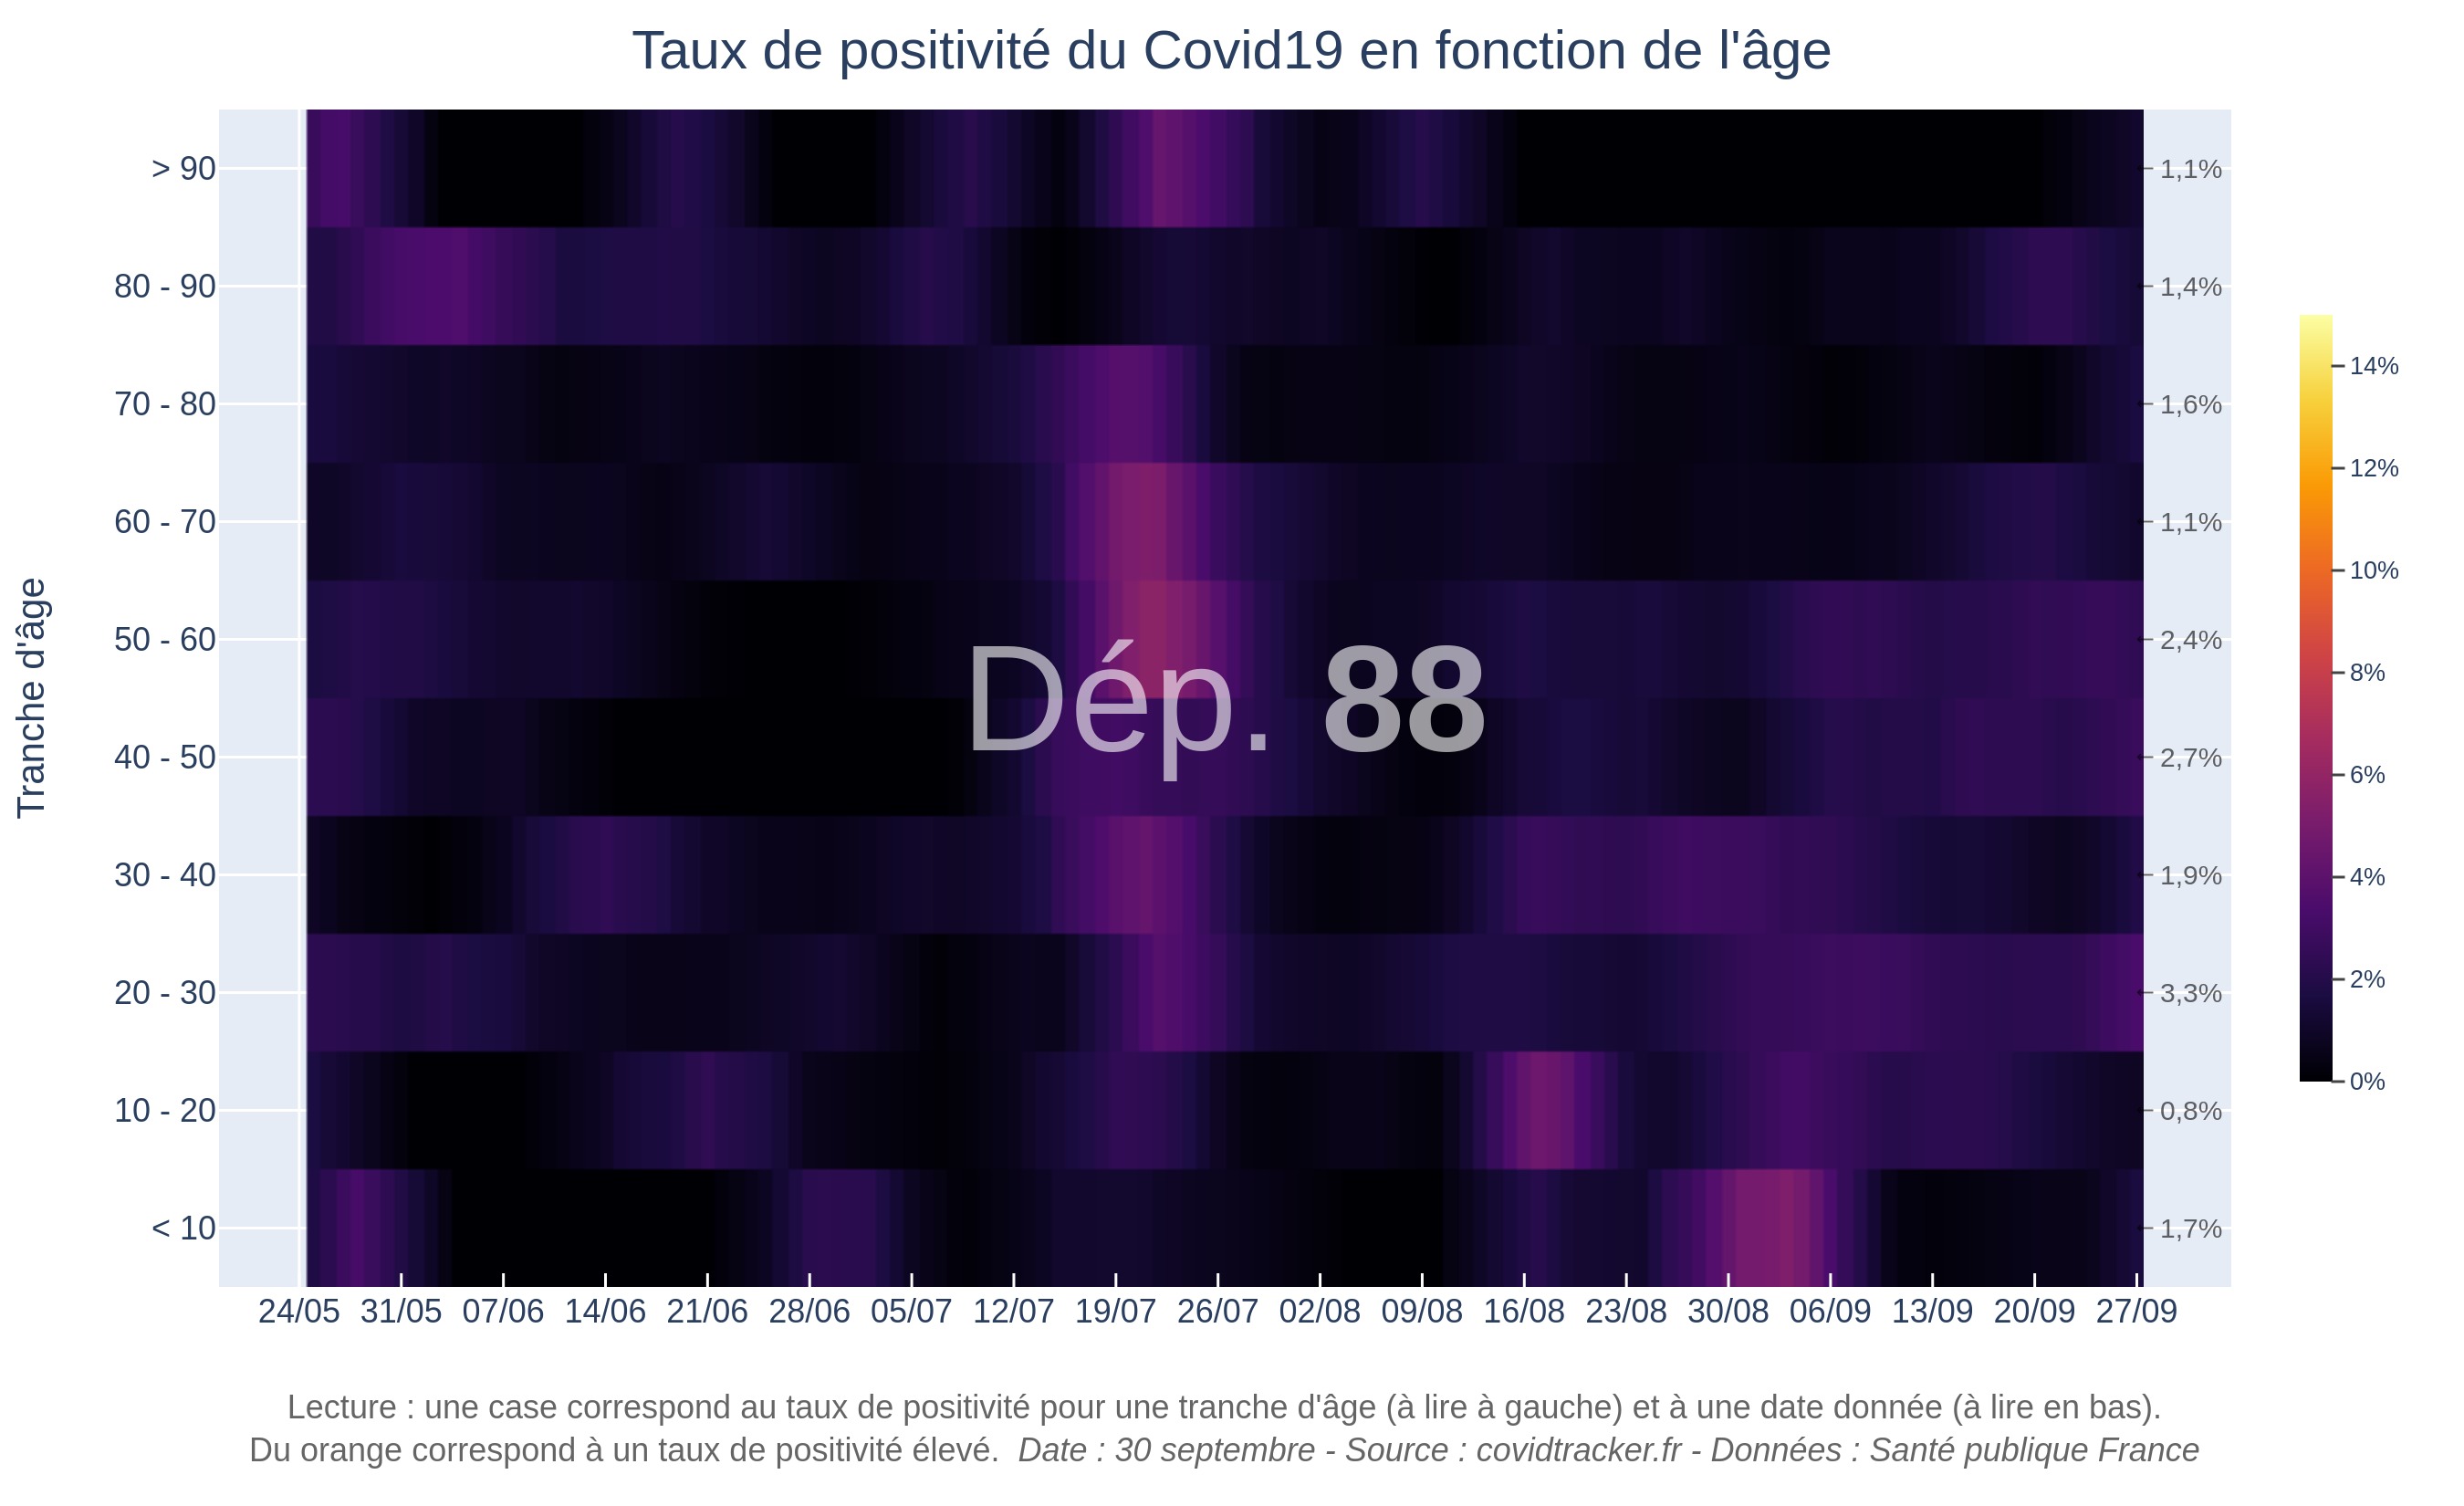 Taux de positivité du Covid19 en fonction de l'âge
Tranche d'âge
> 90
80 - 90
70 - 80
60 - 70
50 - 60
40 - 50
30 - 40
20 - 30
10 - 20
< 10
Dép. 88
1,1%
1,4%
1,6%
1,1%
2,4%
2,7%
1,9%
3,3%
0,8%
1,7%
14%
12%
10%
8%
6%
4%
2%
0%
24/05 31/05 07/06 14/06 21/06 28/06 05/07 12/07 19/07 26/07 02/08 09/08 16/08 23/08 30/08 06/09 13/09 20/09 27/09
Lecture : une case correspond au taux de positivité pour une tranche d'âge (à lire à gauche) et à une date donnée (à lire en bas).
Du orange correspond à un taux de positivité élevé. Date : 30 septembre - Source : covidtracker.fr - Données : Santé publique France